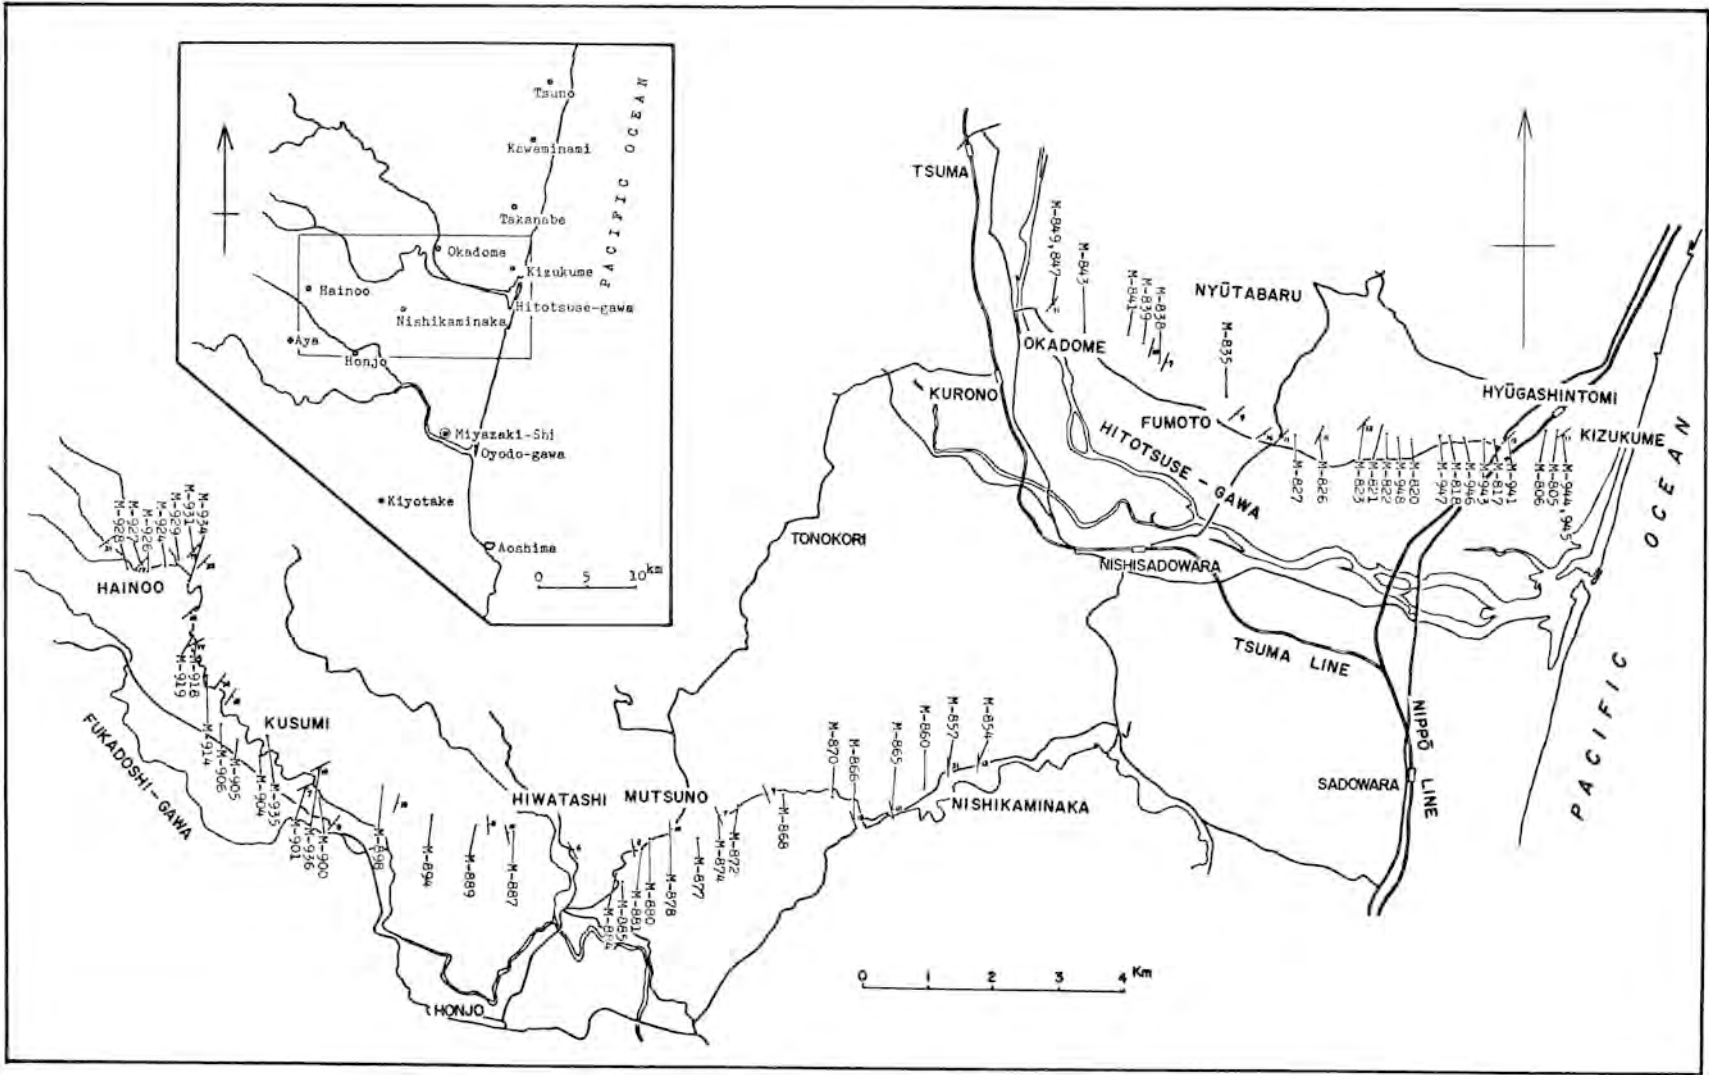 Tsuno
Kawaminami
PACIFIC OCEAN
Takanabe
Okadome
Kizukume
Hainoo
Hitotsuse-gawa
Nishikaminaka
Aya
Honjo
Miyazaki-Shi
Oyodo-gawa
Kiyotake
Aoshima
0 5 10 km
TSUMA
M-849,847
M-843
M-841
M-839
M-838
M-835
NYŪTABARU
OKADOME
KURONO
FUMOTO
HYŪGASHINTOMI
KIZUKUME
HITOTSUSE-GAWA
M-827
M-826
M-823
M-821
M-822
M-948
M-820
M-947
M-818
M-946
M-943
M-812
M-941
M-806
M-805
M-944,945
PACIFIC OCEAN
TONOKORI
NISHISADOWARA
TSUMA LINE
NIPPŌ LINE
SADOWARA
M-928
M-927
M-926
M-924
M-929
M-931
M-934
HAINOO
M-919
M-918
M-914
M-906
M-905
M-904
M-935
KUSUMI
FUKADOSHI-GAWA
M-901
M-936
M-900
M-898
M-894
M-889
M-887
HIWATASHI
MUTSUNO
M-884
M-885
M-881
M-880
M-878
M-877
M-874
M-872
M-868
M-870
M-866
M-865
M-860
M-857
M-854
NISHIKAMINAKA
HONJO
0 1 2 3 4 Km